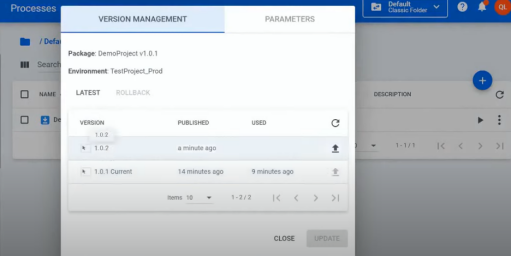 Processes
VERSION MANAGEMENT
PARAMETERS
Default
Classic Folder
QL
/ Defa
Package: DemoProject v1.0.1
Search
Environment: TestProject_Prod
LATEST
ROLLBACK
NAME
DESCRIPTION
VERSION
PUBLISHED
USED
De
1.0.2
1.0.2
a minute ago
1 - 1 / 1
1.0.1 Current
14 minutes ago
9 minutes ago
Items 10
1 - 2 / 2
CLOSE
UPDATE